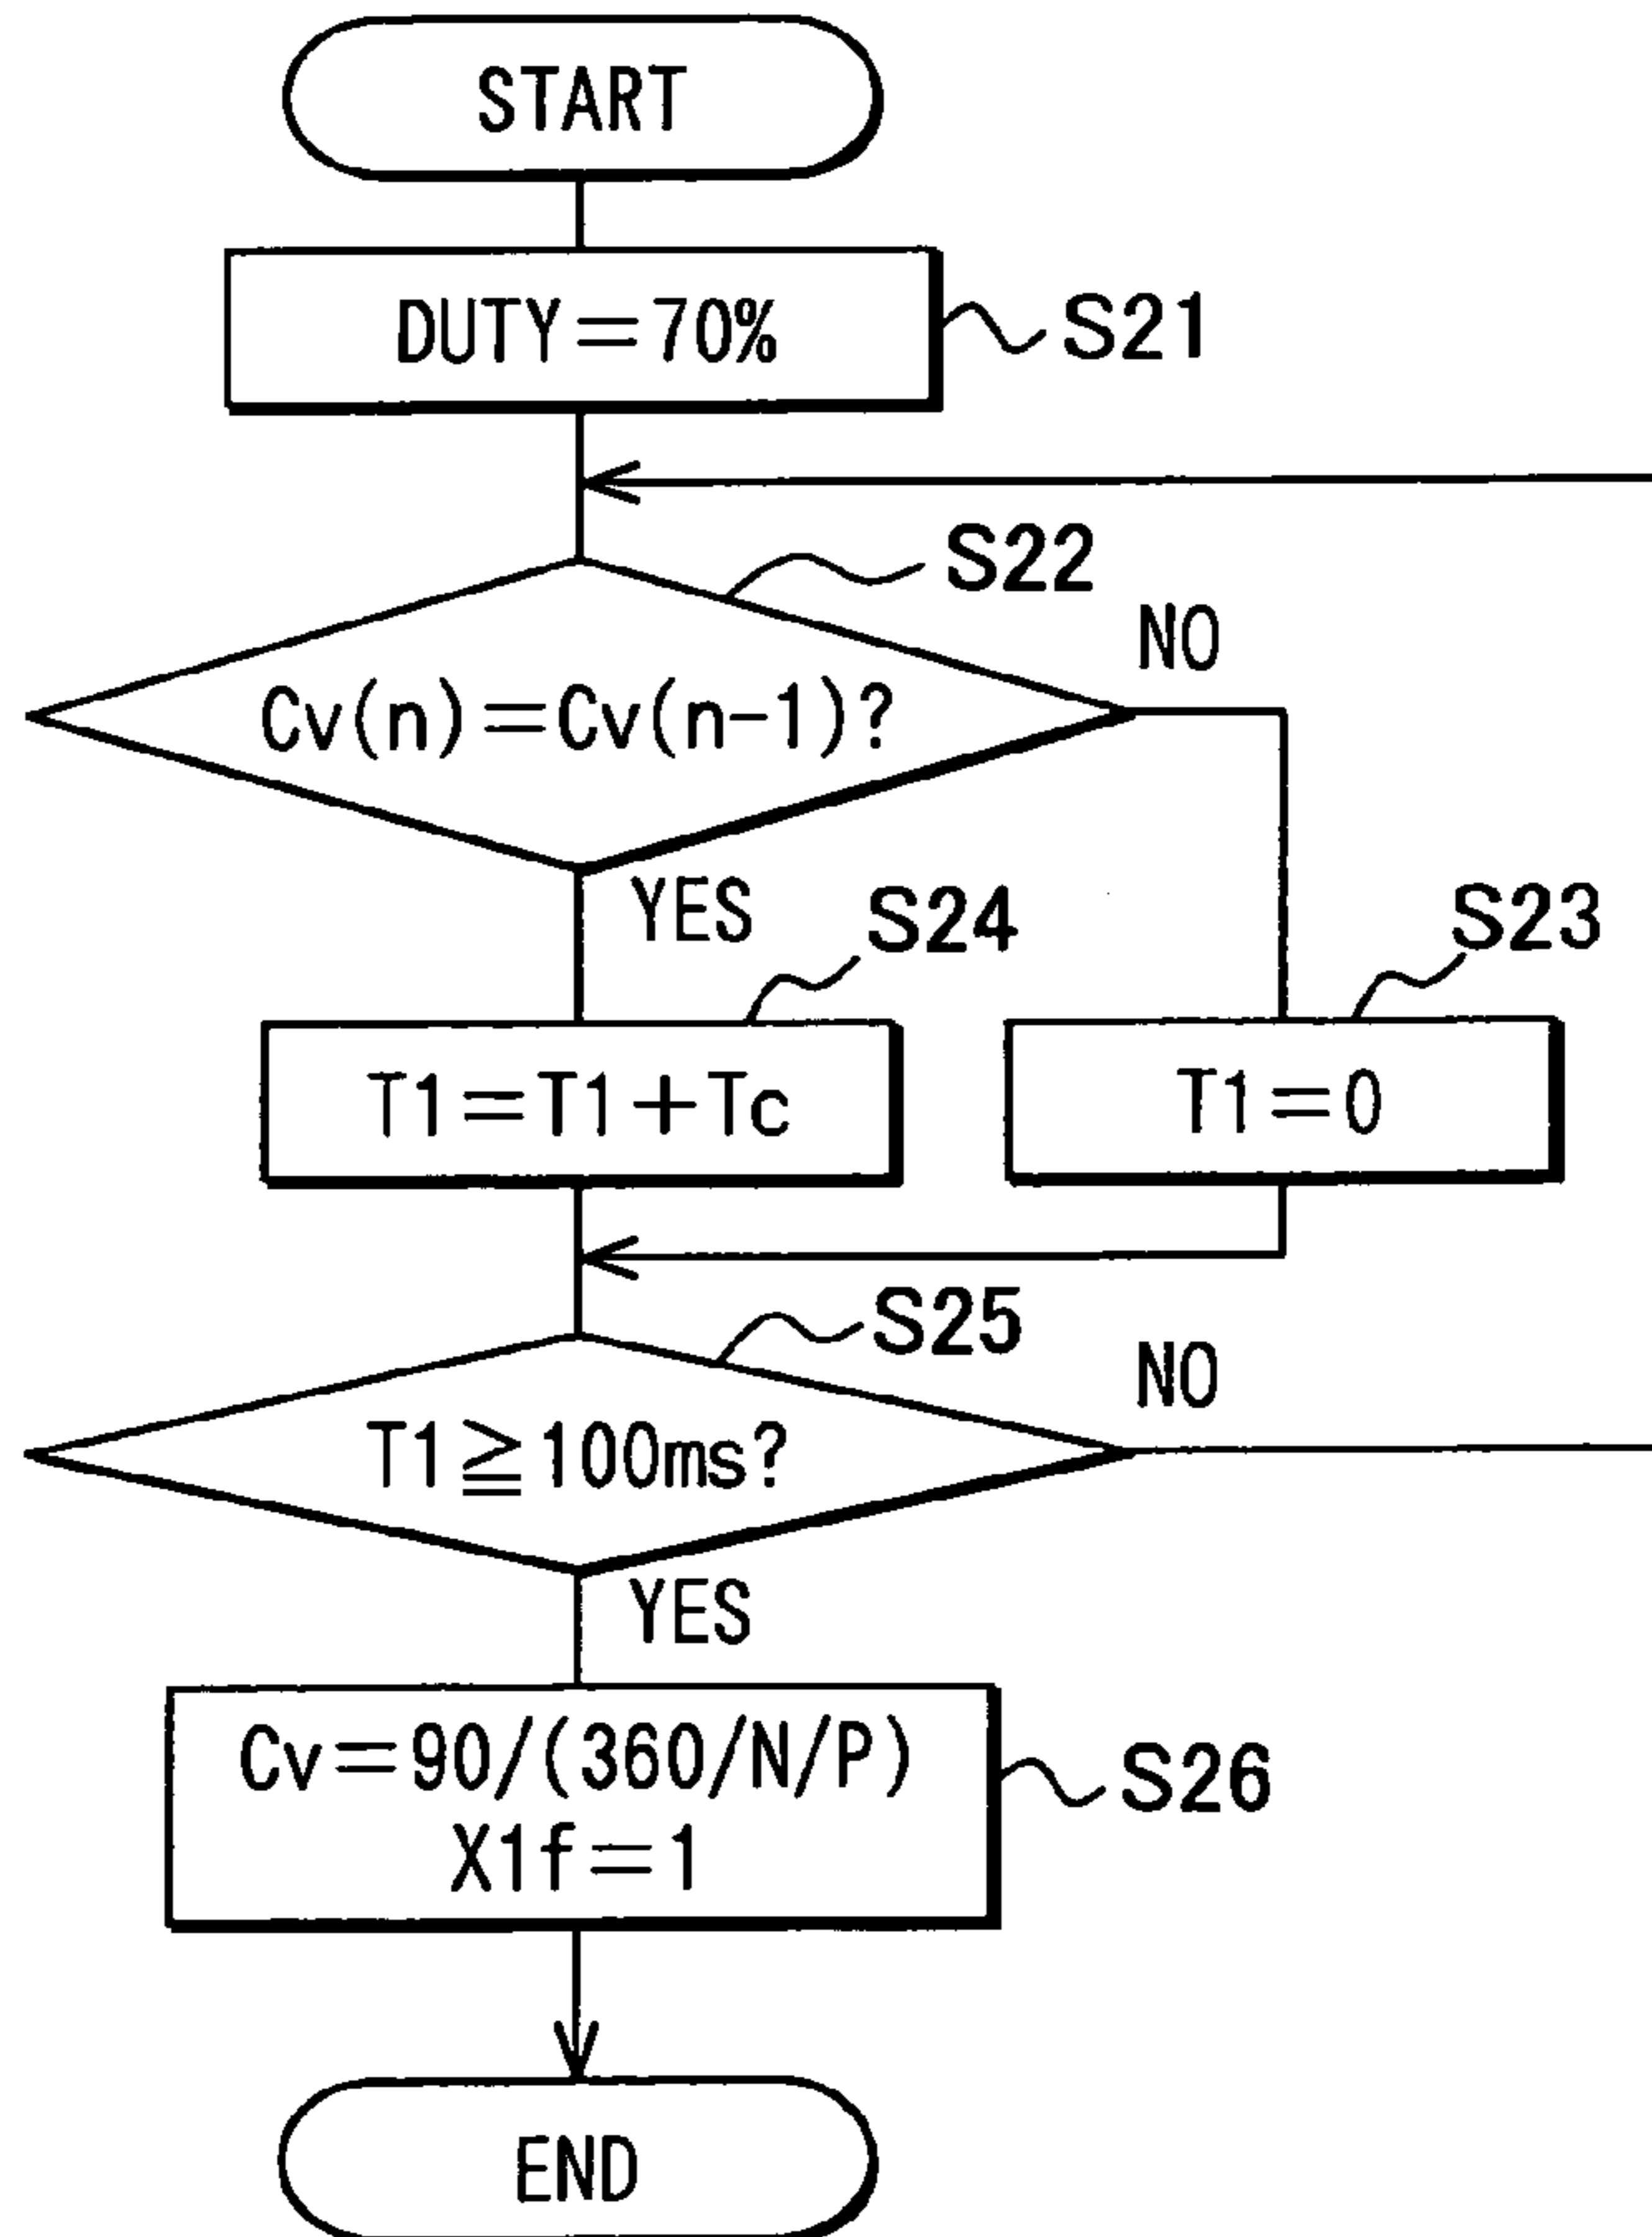 START
DUTY=70%
S21
S22
NO
Cv(n)=Cv(n-1)?
YES
S24
S23
T1=T1+Tc
T1=0
S25
NO
T1≧100ms?
YES
Cv=90/(360/N/P)
X1f=1
S26
END